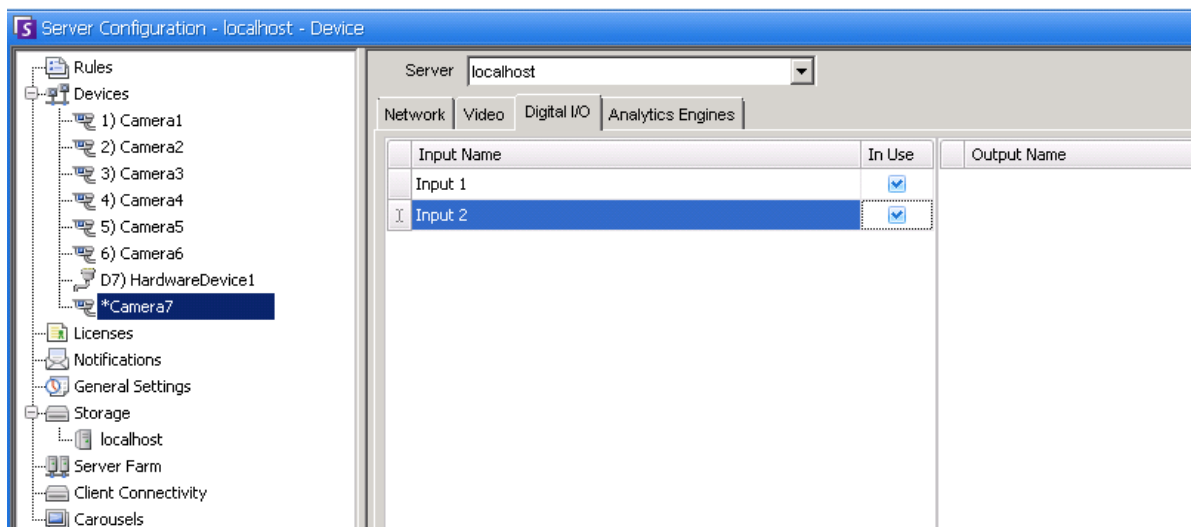 Server Configuration - localhost - Device
Rules
Devices
1) Camera1
2) Camera2
3) Camera3
4) Camera4
5) Camera5
6) Camera6
D7) HardwareDevice1
*Camera7
Licenses
Notifications
General Settings
Storage
localhost
Server Farm
Client Connectivity
Carousels
Server localhost
Network Video Digital I/O Analytics Engines
Input Name In Use Output Name
Input 1
Input 2